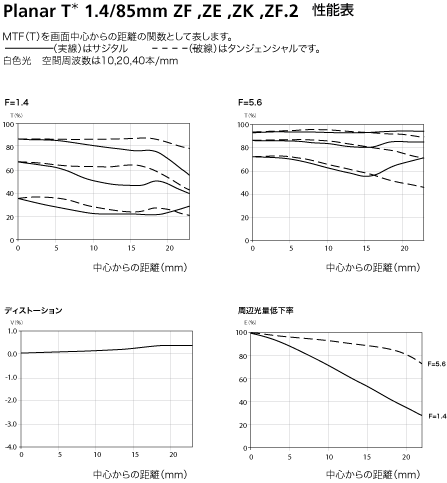 Planar T* 1.4/85mm ZF ,ZE ,ZK ,ZF.2 性能表
MTF(T)を画面中心からの距離の関数として表します。
(実線)はサジタル (破線)はタンジェンシャルです。
白色光 空間周波数は10,20,40本/mm
F=1.4
T(%)
100
80
60
40
20
0
0 5 10 15 20
中心からの距離(mm)
F=5.6
T(%)
100
80
60
40
20
0
0 5 10 15 20
中心からの距離(mm)
ディストーション
V(%)
1.0
0.0
-1.0
-2.0
-3.0
-4.0
0 5 10 15 20
中心からの距離(mm)
周辺光量低下率
E(%)
100
80
60
40
20
0
F=5.6
F=1.4
0 5 10 15 20
中心からの距離(mm)